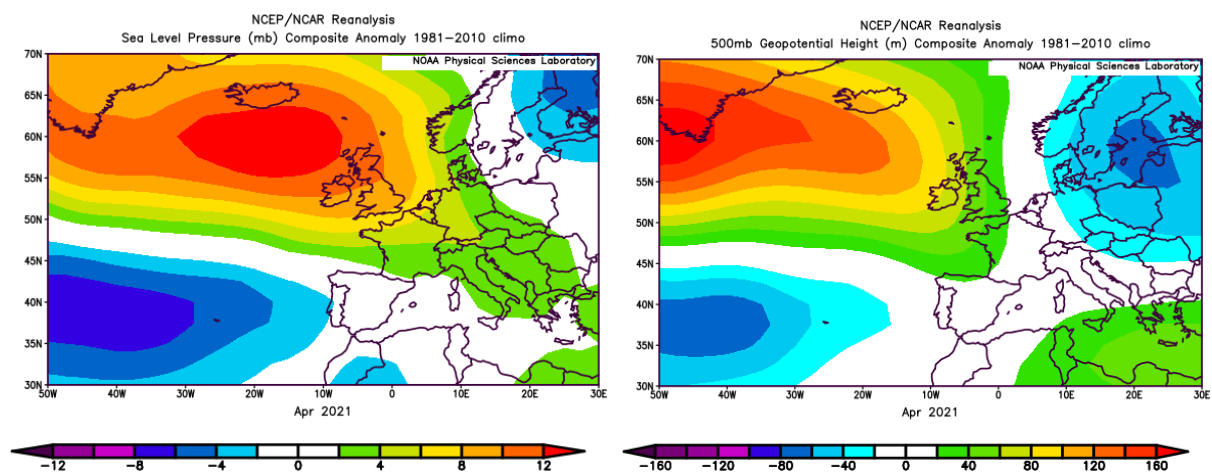 NCEP/NCAR Reanalysis
Sea Level Pressure (mb) Composite Anomaly 1981−2010 climo
NOAA Physical Sciences Laboratory
70N
65N
60N
55N
50N
45N
40N
35N
30N
50W 40W 30W 20W 10W 0 10E 20E 30E
Apr 2021
−12 −8 −4 0 4 8 12
NCEP/NCAR Reanalysis
500mb Geopotential Height (m) Composite Anomaly 1981−2010 climo
NOAA Physical Sciences Laboratory
70N
65N
60N
55N
50N
45N
40N
35N
30N
50W 40W 30W 20W 10W 0 10E 20E 30E
Apr 2021
−160 −120 −80 −40 0 40 80 120 160